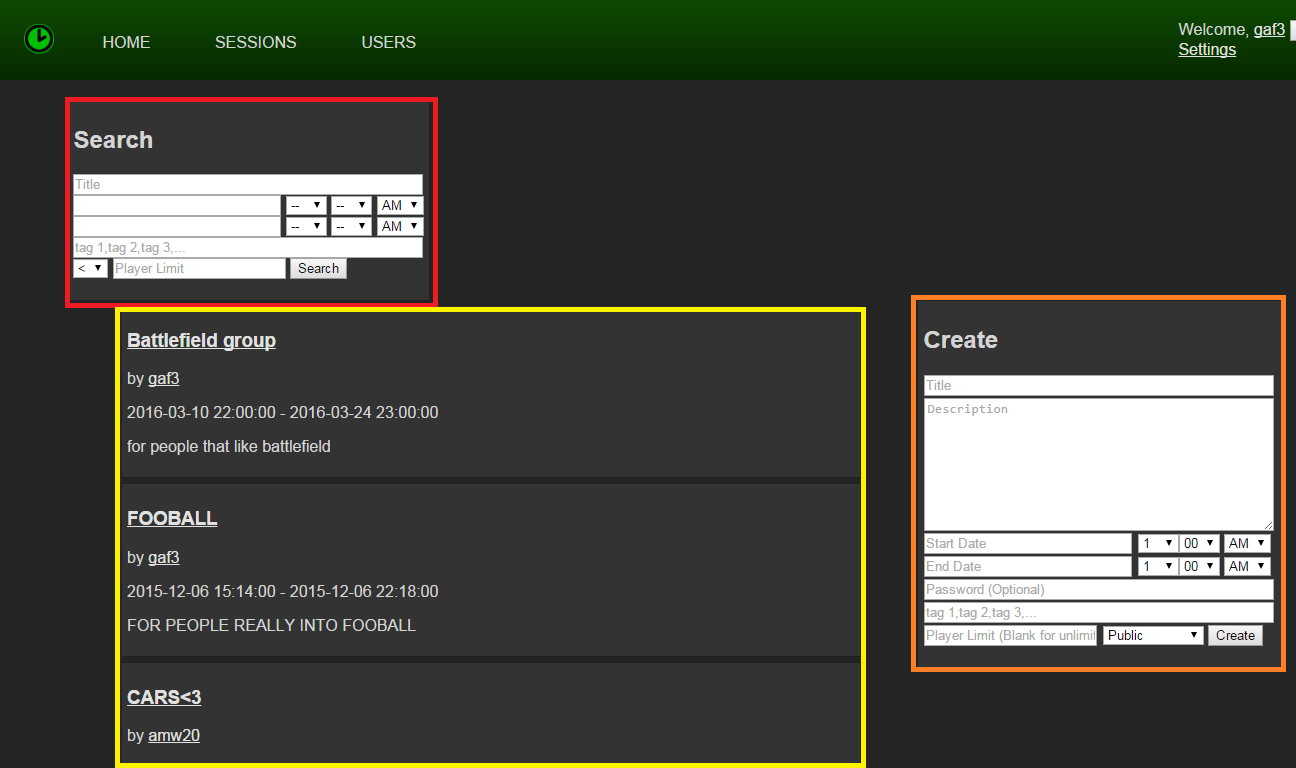 HOME SESSIONS USERS
Welcome, gaf3
Settings
Search
Title
-- -- AM
-- -- AM
tag 1,tag 2,tag 3,...
< Player Limit Search
Battlefield group
by gaf3
2016-03-10 22:00:00 - 2016-03-24 23:00:00
for people that like battlefield
FOOBALL
by gaf3
2015-12-06 15:14:00 - 2015-12-06 22:18:00
FOR PEOPLE REALLY INTO FOOBALL
CARS<3
by amw20
Create
Title
Description
Start Date 1 00 AM
End Date 1 00 AM
Password (Optional)
tag 1,tag 2,tag 3,...
Player Limit (Blank for unlimit Public Create